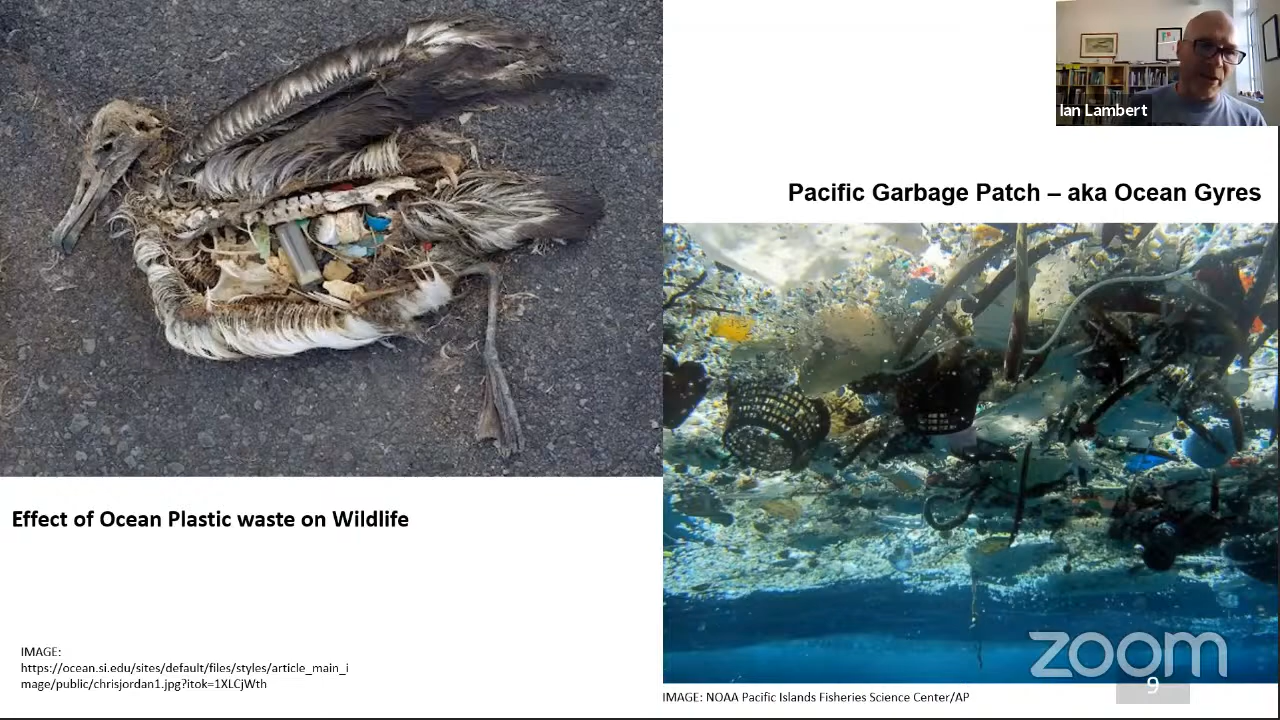 Ian Lambert
Pacific Garbage Patch – aka Ocean Gyres
Effect of Ocean Plastic waste on Wildlife
IMAGE:
https://ocean.si.edu/sites/default/files/styles/article_main_i
mage/public/chrisjordan1.jpg?itok=1XLCjWth
IMAGE: NOAA Pacific Islands Fisheries Science Center/AP
zoom
9